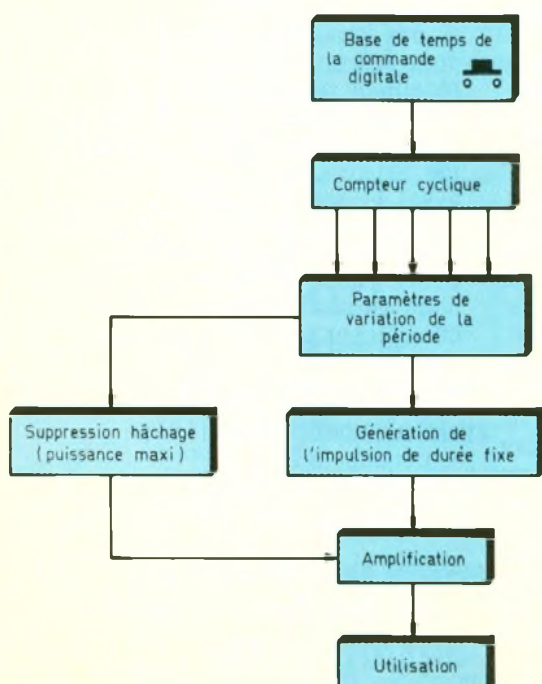 Base de temps de
la commande
digitale
Compteur cyclique
Paramètres de
variation de la
période
Suppression hâchage
(puissance maxi)
Génération de
l'impulsion de durée fixe
Amplification
Utilisation